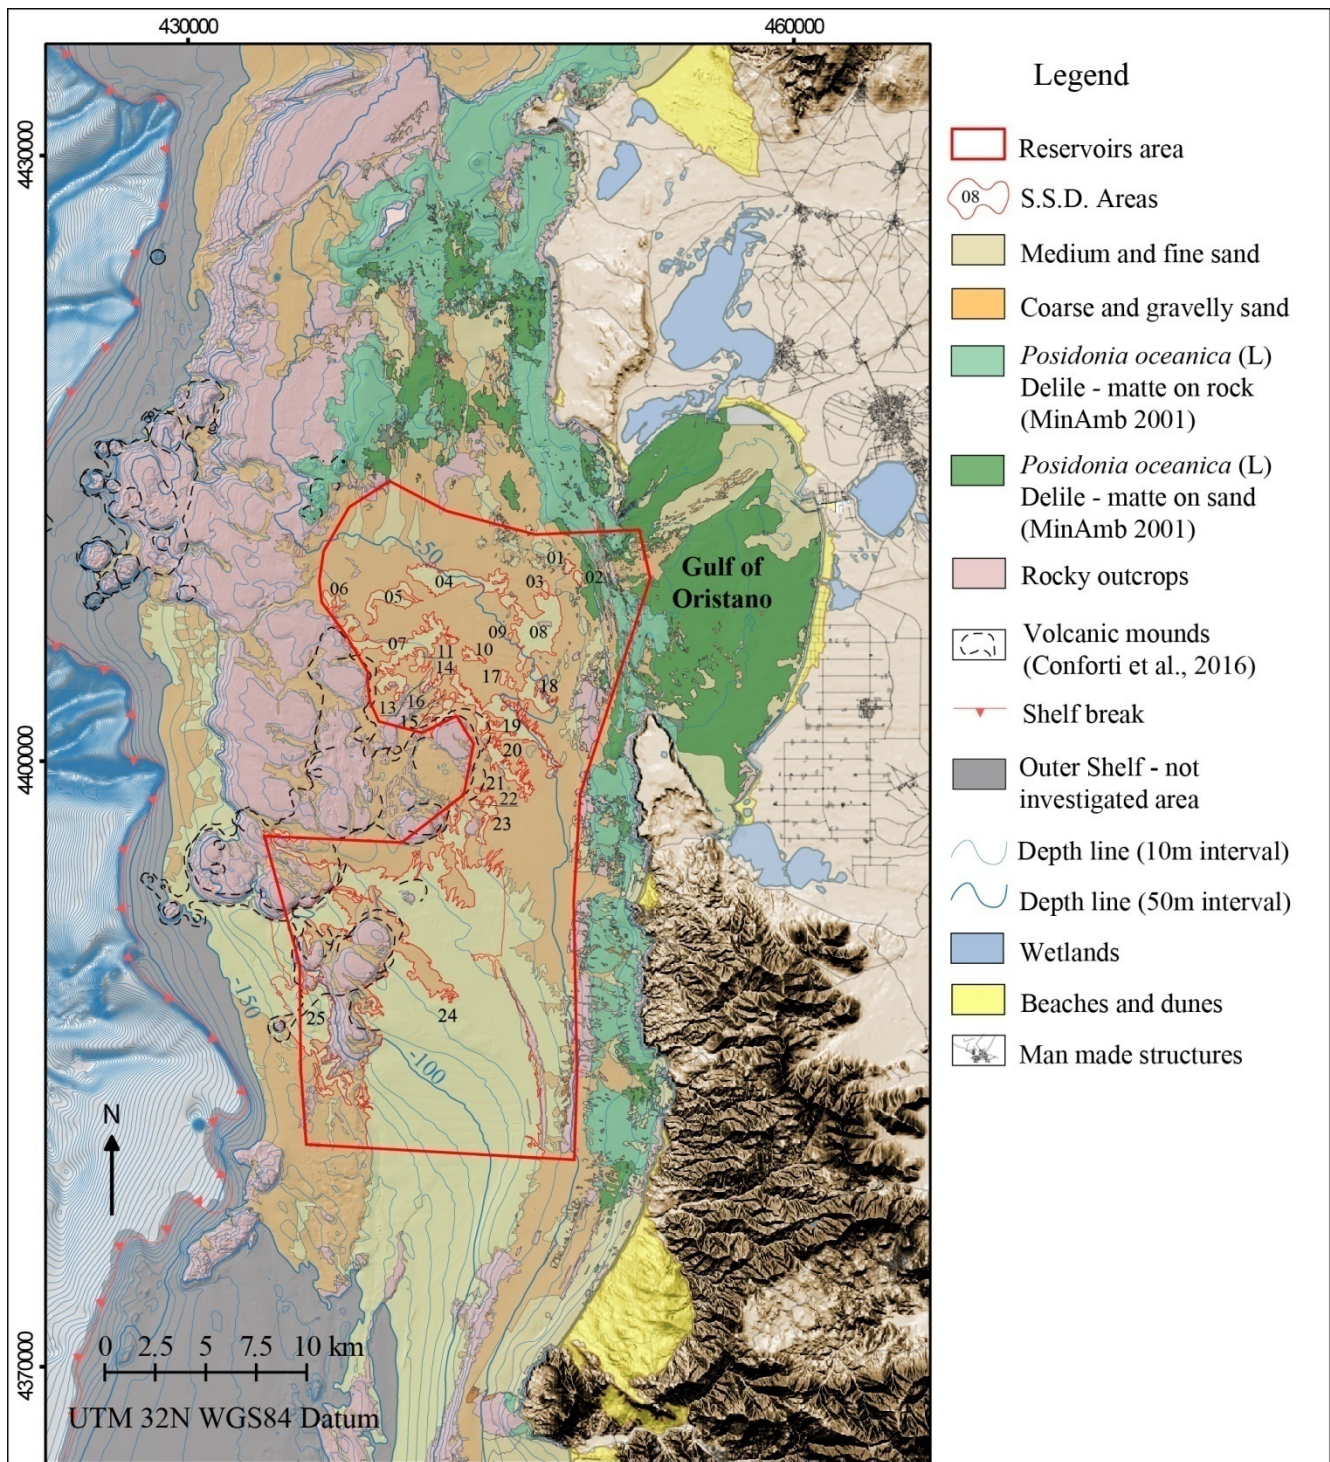 430000
460000
4430000
4400000
4370000
-50
01
02
03
04
05
06
07
08
09
10
11
14
17
18
13
16
15
19
20
21
22
23
24
25
-150
-100
Gulf of
Oristano
N
0 2.5 5 7.5 10 km
UTM 32N WGS84 Datum
Legend
Reservoirs area
08
S.S.D. Areas
Medium and fine sand
Coarse and gravelly sand
Posidonia oceanica (L)
Delile - matte on rock
(MinAmb 2001)
Posidonia oceanica (L)
Delile - matte on sand
(MinAmb 2001)
Rocky outcrops
Volcanic mounds
(Conforti et al., 2016)
Shelf break
Outer Shelf - not
investigated area
Depth line (10m interval)
Depth line (50m interval)
Wetlands
Beaches and dunes
Man made structures